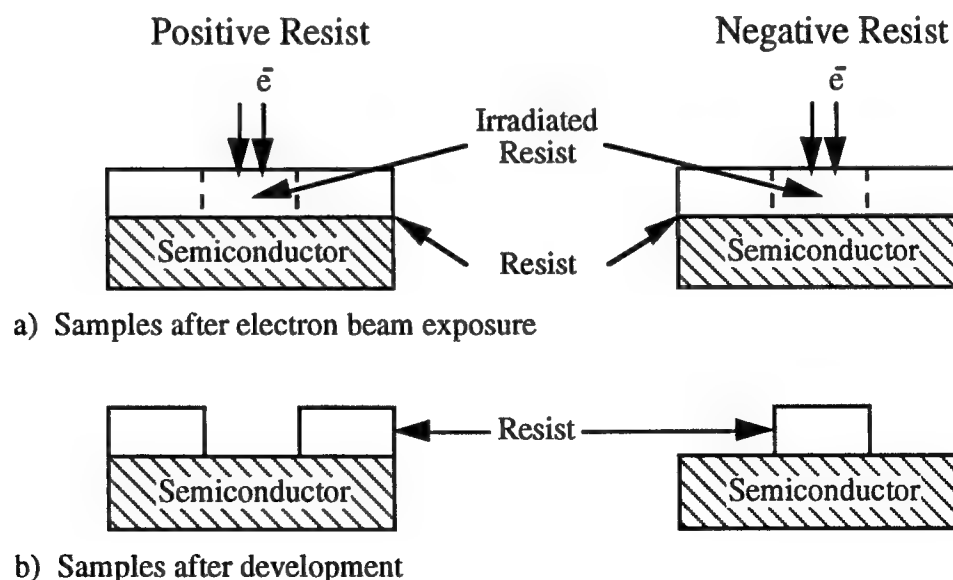 Positive Resist
Negative Resist
ē
ē
Irradiated
Resist
Semiconductor
Semiconductor
Resist
a) Samples after electron beam exposure
Resist
Semiconductor
Semiconductor
b) Samples after development